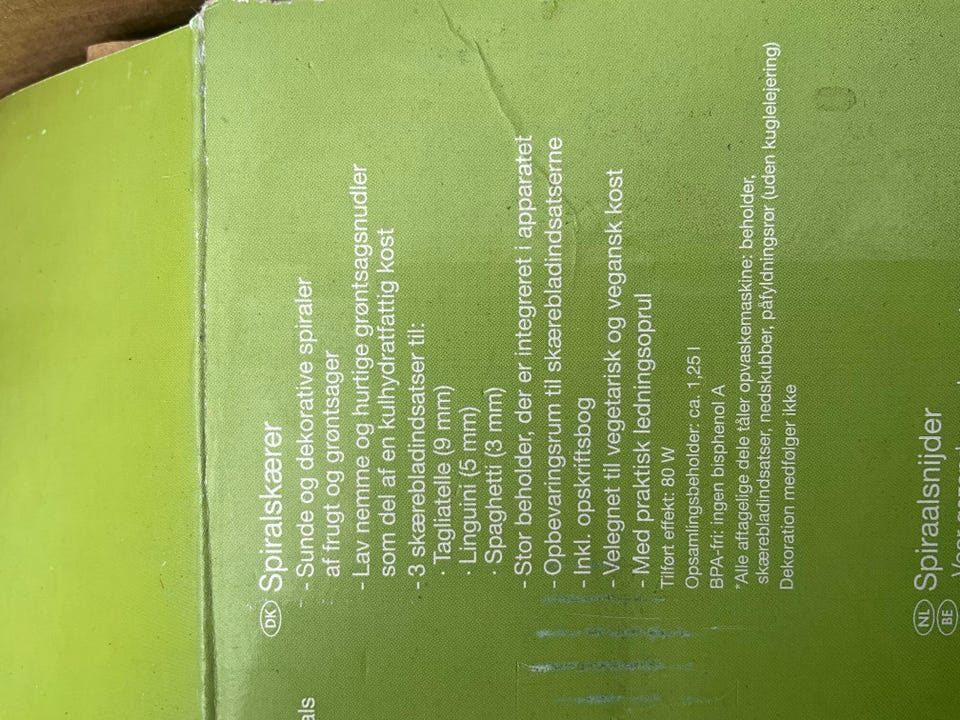 als
DK Spiralskærer
- Sunde og dekorative spiraler
af frugt og grøntsager
- Lav nemme og hurtige grøntsagsnudler
som del af en kulhydratfattig kost
- 3 skærebladindsatser til:
· Tagliatelle (9 mm)
· Linguini (5 mm)
· Spaghetti (3 mm)
- Stor beholder, der er integreret i apparatet
- Opbevaringsrum til skærebladindsatserne
- Inkl. opskriftsbog
- Velegnet til vegetarisk og vegansk kost
- Med praktisk ledningsoprul
Tilført effekt: 80 W
Opsamlingsbeholder: ca. 1,25 l
BPA-fri: ingen bisphenol A
*Alle aftagelige dele tåler opvaskemaskine: beholder,
skærebladindsatser, nedskubber, påfyldningsrør (uden kuglelejering)
Dekoration medfølger ikke
NL BE Spiraalsnijder